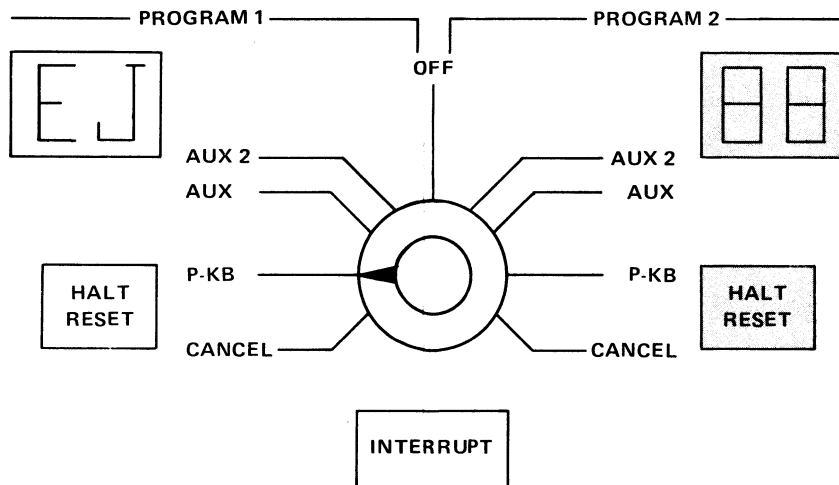 PROGRAM 1
PROGRAM 2
OFF
EJ
88
AUX 2
AUX 2
AUX
AUX
P-KB
P-KB
HALT
RESET
HALT
RESET
CANCEL
CANCEL
INTERRUPT